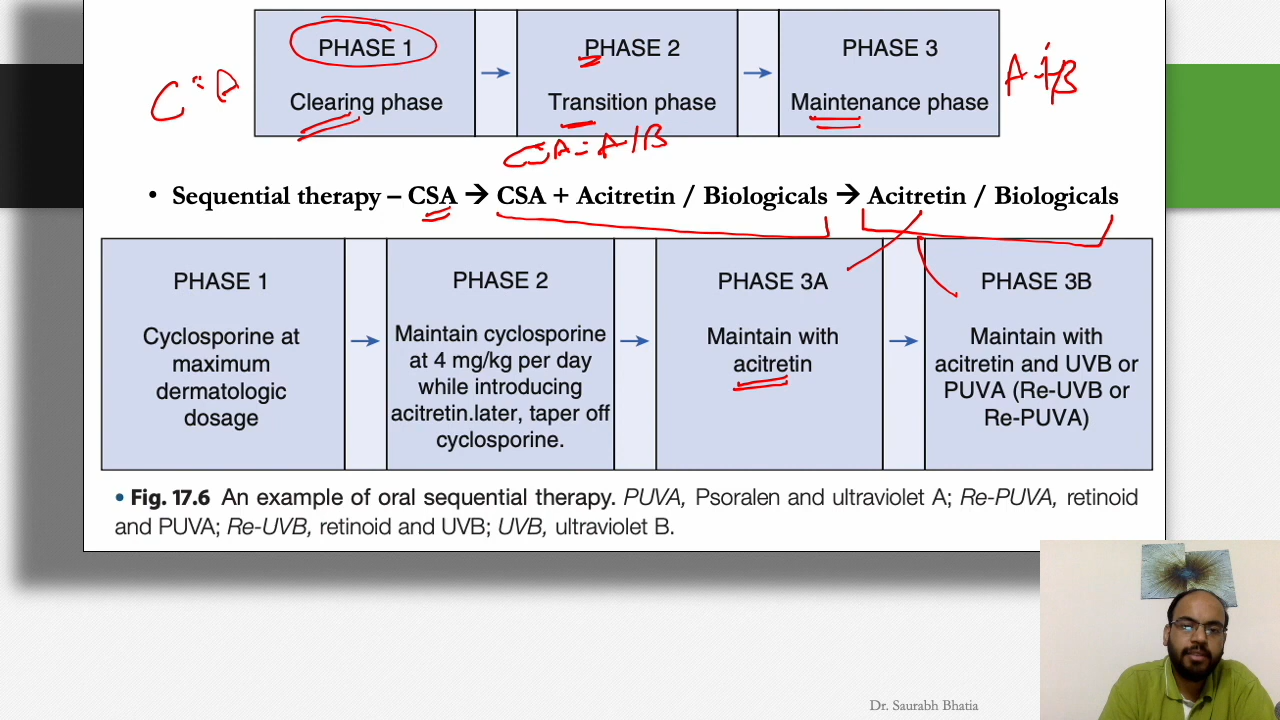 PHASE 1
Clearing phase
PHASE 2
Transition phase
PHASE 3
Maintenance phase
CSA = A / B
• Sequential therapy – CSA → CSA + Acitretin / Biologicals → Acitretin / Biologicals
PHASE 1
Cyclosporine at
maximum
dermatologic
dosage
PHASE 2
Maintain cyclosporine
at 4 mg/kg per day
while introducing
acitretin.later, taper off
cyclosporine.
PHASE 3A
Maintain with
acitretin
PHASE 3B
Maintain with
acitretin and UVB or
PUVA (Re-UVB or
Re-PUVA)
• Fig. 17.6 An example of oral sequential therapy. PUVA, Psoralen and ultraviolet A; Re-PUVA, retinoid
and PUVA; Re-UVB, retinoid and UVB; UVB, ultraviolet B.
Dr. Saurabh Bhatia